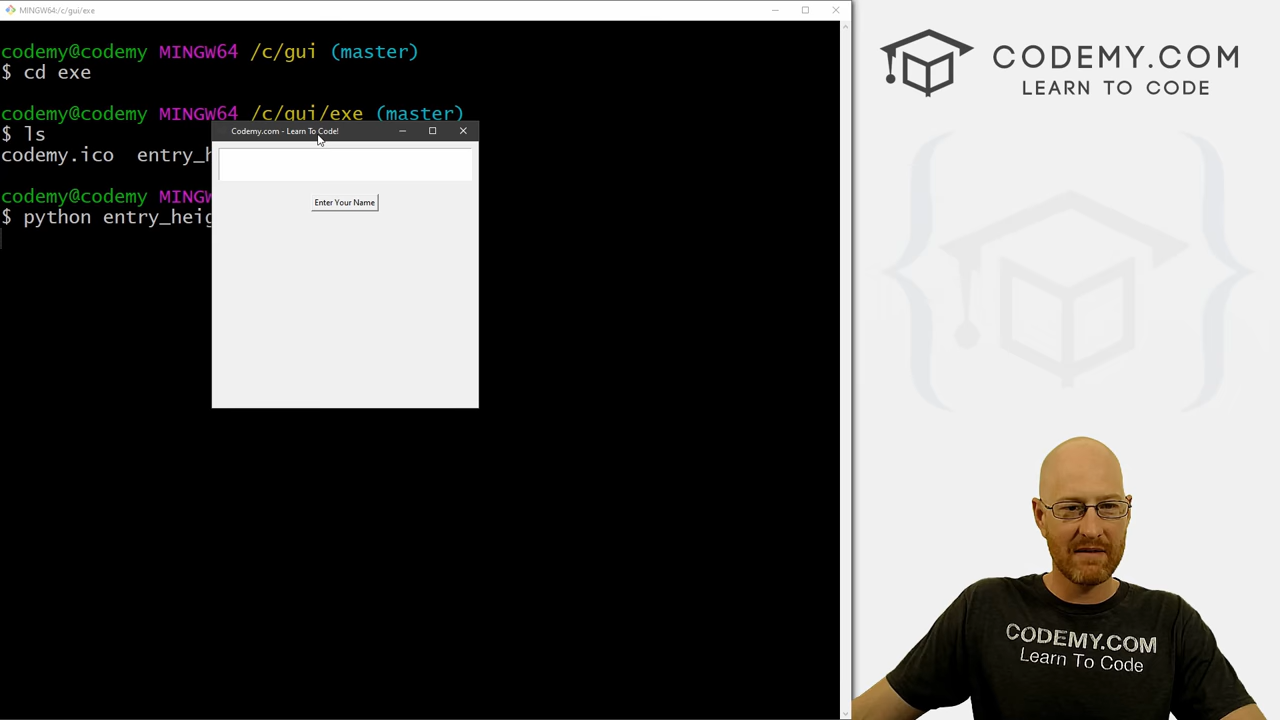 MINGW64:/c/gui/exe
codemy@codemy MINGW64 /c/gui (master)
$ cd exe
codemy@codemy MINGW64 /c/gui/exe (master)
$ ls
codemy.ico entry_h
codemy@codemy MINGW
$ python entry_heig
Codemy.com - Learn To Code!
Enter Your Name
CODEMY.COM
LEARN TO CODE
CODEMY.COM
Learn To Code